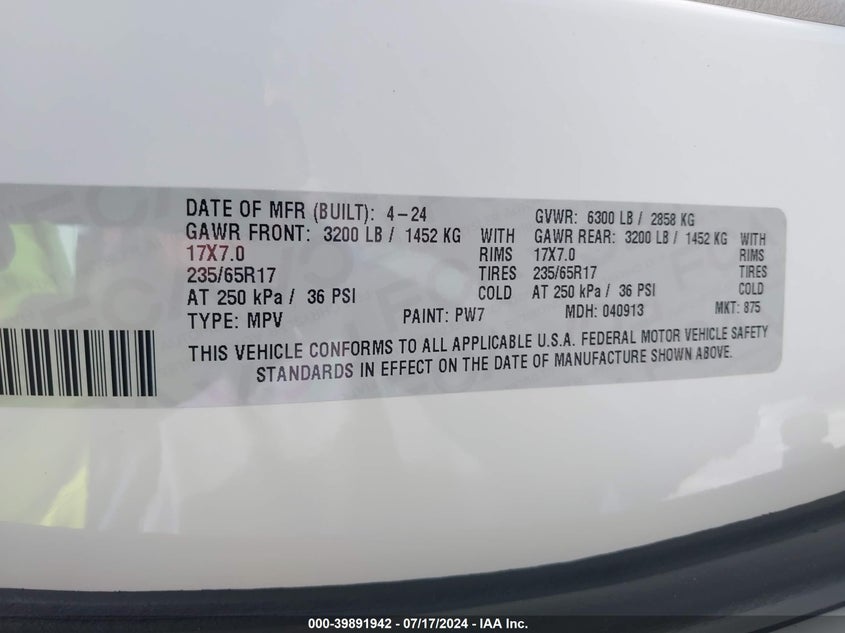 DATE OF MFR (BUILT): 4-24 GVWR: 6300 LB / 2858 KG
GAWR FRONT: 3200 LB / 1452 KG WITH GAWR REAR: 3200 LB / 1452 KG WITH
17X7.0 RIMS 17X7.0 RIMS
235/65R17 TIRES 235/65R17 TIRES
AT 250 kPa / 36 PSI COLD AT 250 kPa / 36 PSI COLD
TYPE: MPV PAINT: PW7 MDH: 040913 MKT: 875
THIS VEHICLE CONFORMS TO ALL APPLICABLE U.S.A. FEDERAL MOTOR VEHICLE SAFETY
STANDARDS IN EFFECT ON THE DATE OF MANUFACTURE SHOWN ABOVE.
000-39891942 - 07/17/2024 - IAA Inc.